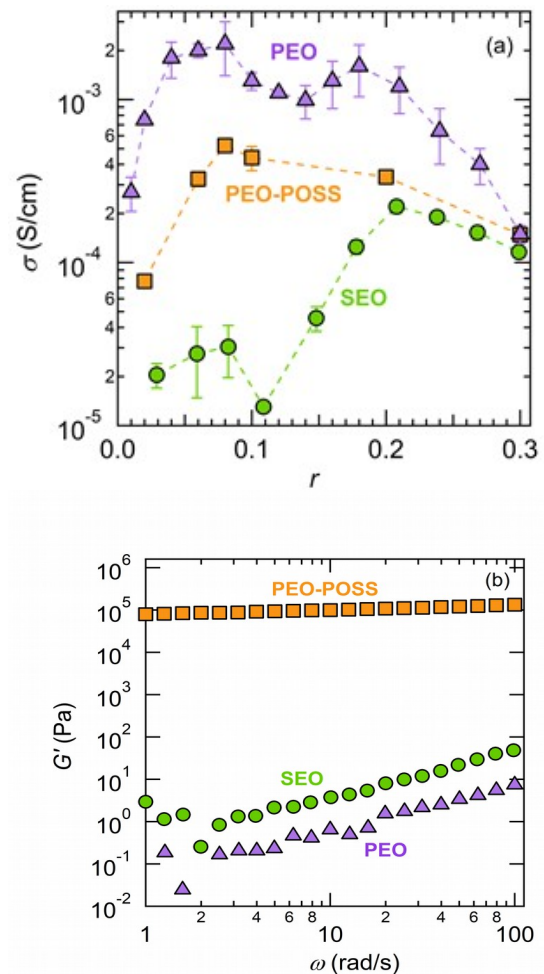 (a)
PEO
PEO-POSS
SEO
σ (S/cm)
2
10⁻³
6
4
2
10⁻⁴
6
4
2
10⁻⁵
0.0 0.1 0.2 0.3
r
(b)
PEO-POSS
SEO
PEO
G′ (Pa)
10⁶
10⁵
10⁴
10³
10²
10¹
10⁰
10⁻¹
10⁻²
1 2 4 6 8 10 2 4 6 8 100
ω (rad/s)